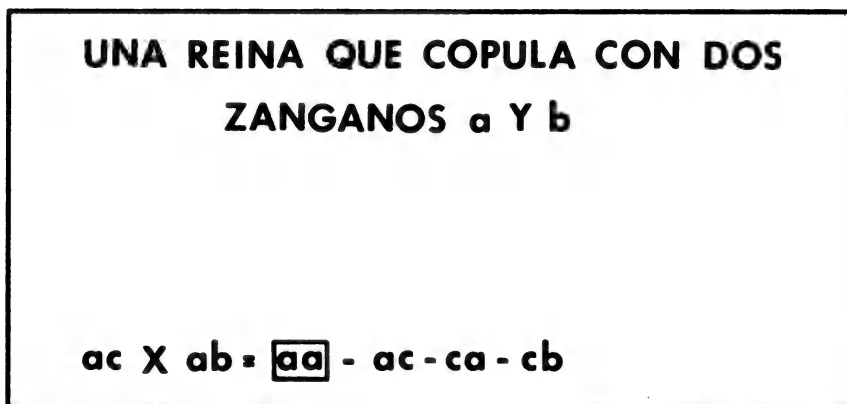 UNA REINA QUE COPULA CON DOS
ZANGANOS a Y b
ac X ab = aa - ac - ca - cb